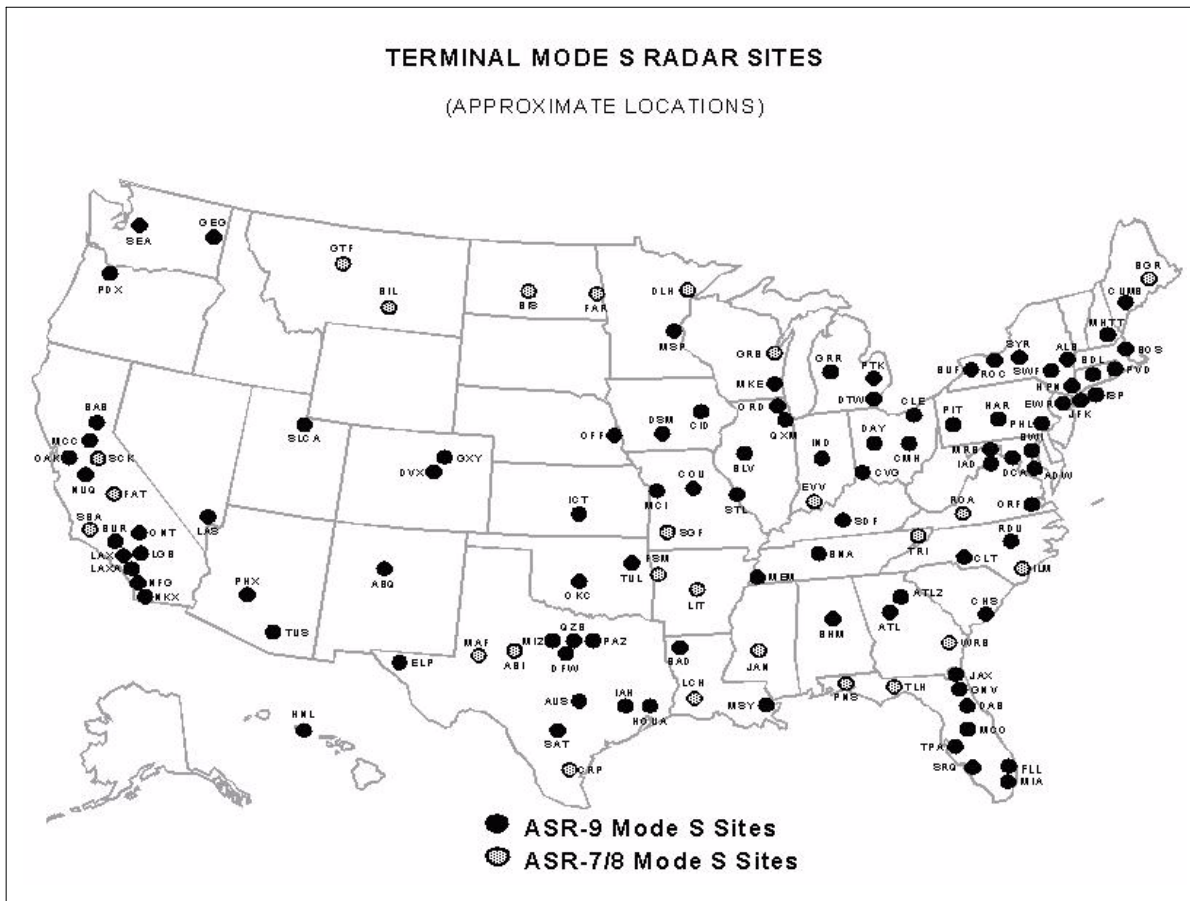 TERMINAL MODE S RADAR SITES
(APPROXIMATE LOCATIONS)
SEA
GEG
PDX
GTF
BIL
BIS
FAR
DLH
MSP
GRB
MKE
GRR
PTK
DTW
BGR
CUMB
MHTT
BOS
ALB
SYR
BUF
ROC
SWF
BDL
PVD
HPN
ISP
EWR
JFK
BAB
MCC
OAK
SCK
NUQ
FAT
SBA
BUR
ONT
LAX
LGB
LAXA
NFG
NKX
LAS
SLCA
GXY
DVX
OFF
DSM
CID
ORD
QXM
CLE
PIT
HAR
PHL
DAY
CMH
IND
CVG
BLV
STL
COU
MCI
SGF
ICT
EVV
SDF
MRB
IAD
BWI
DCA
ADW
ROA
ORF
RDU
TRI
CLT
ILM
BNA
MEM
FSM
TUL
OKC
LIT
ABQ
PHX
TUS
ELP
MAF
ABI
MIZ
QZB
PAZ
DFW
BAD
JAN
BHM
ATLZ
ATL
CHS
WRB
AUS
IAH
HOUA
LCH
MSY
PNS
TLH
JAX
GNV
DAB
MCO
TPA
SRQ
FLL
MIA
SAT
CRP
HNL
ASR-9 Mode S Sites
ASR-7/8 Mode S Sites